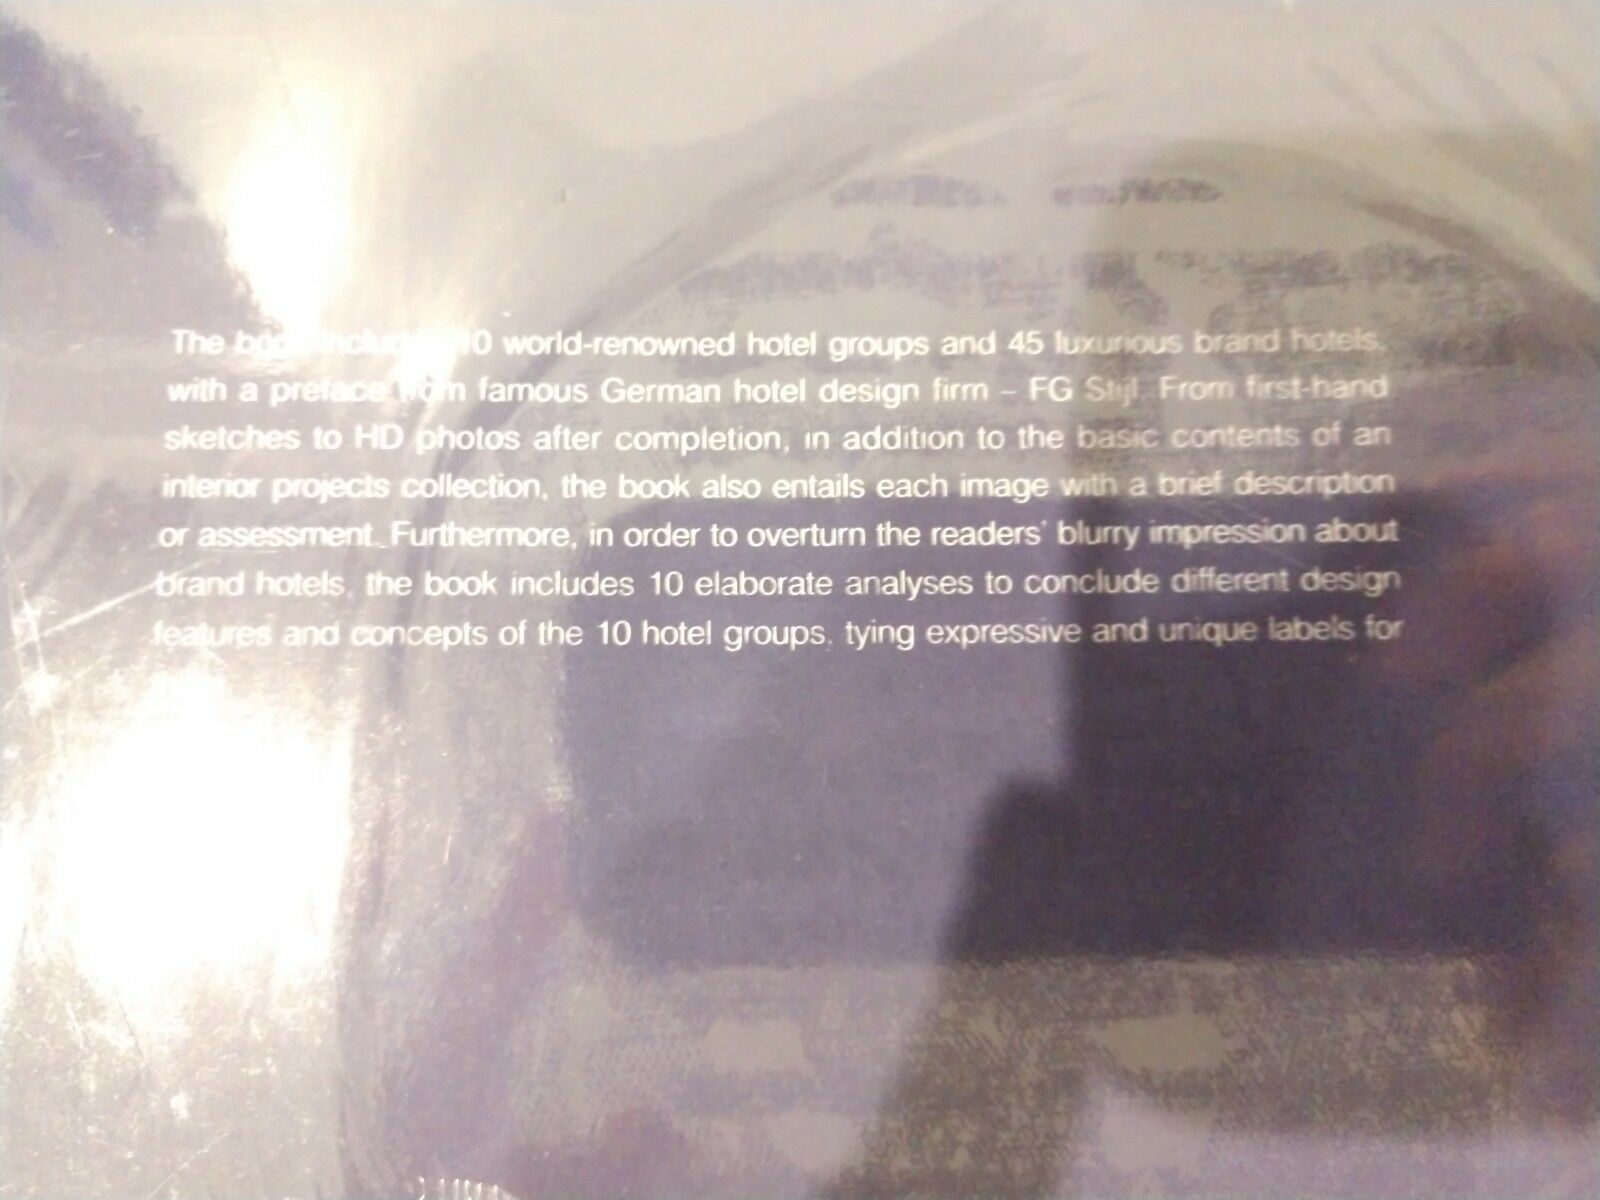 The book includes 10 world-renowned hotel groups and 45 luxurious brand hotels,
with a preface from famous German hotel design firm – FG Stijl. From first-hand
sketches to HD photos after completion, in addition to the basic contents of an
interior projects collection, the book also entails each image with a brief description
or assessment. Furthermore, in order to overturn the readers' blurry impression about
brand hotels, the book includes 10 elaborate analyses to conclude different design
features and concepts of the 10 hotel groups, tying expressive and unique labels for